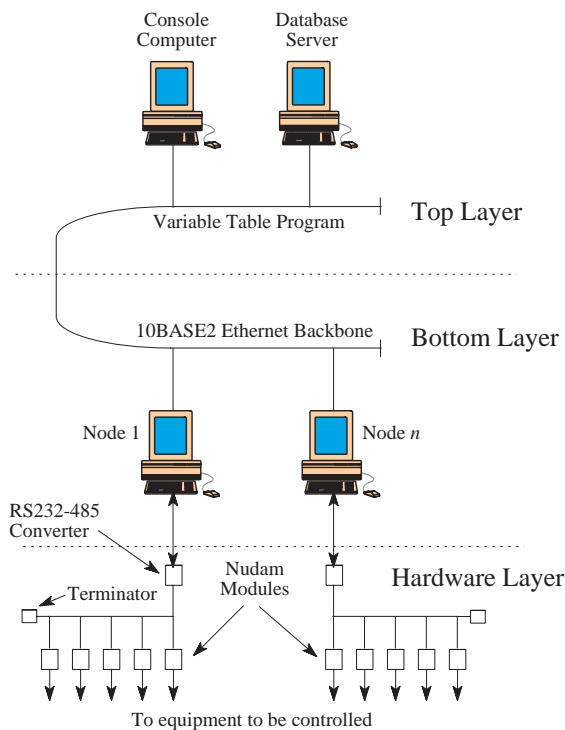 Console
Computer
Database
Server
Variable Table Program
Top Layer
10BASE2 Ethernet Backbone
Bottom Layer
Node 1
Node n
RS232-485
Converter
Nudam
Modules
Hardware Layer
Terminator
To equipment to be controlled